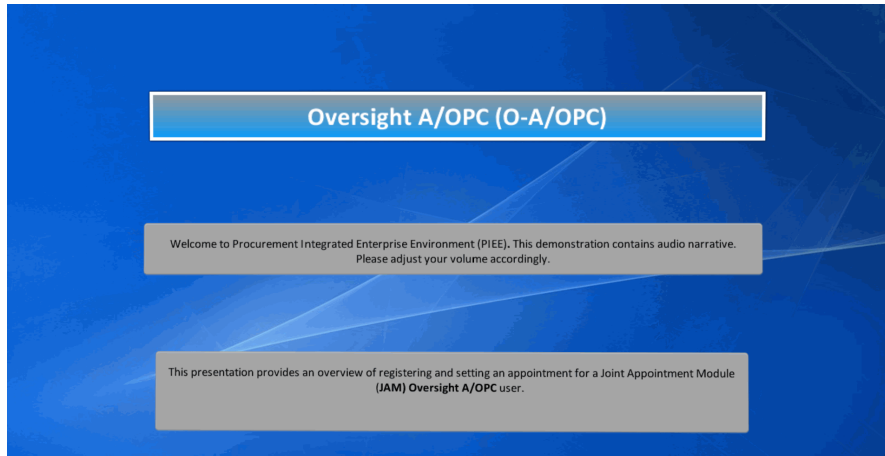 Oversight A/OPC (O-A/OPC)
Welcome to Procurement Integrated Enterprise Environment (PIEE). This demonstration contains audio narrative.
Please adjust your volume accordingly.
This presentation provides an overview of registering and setting an appointment for a Joint Appointment Module
(JAM) Oversight A/OPC user.